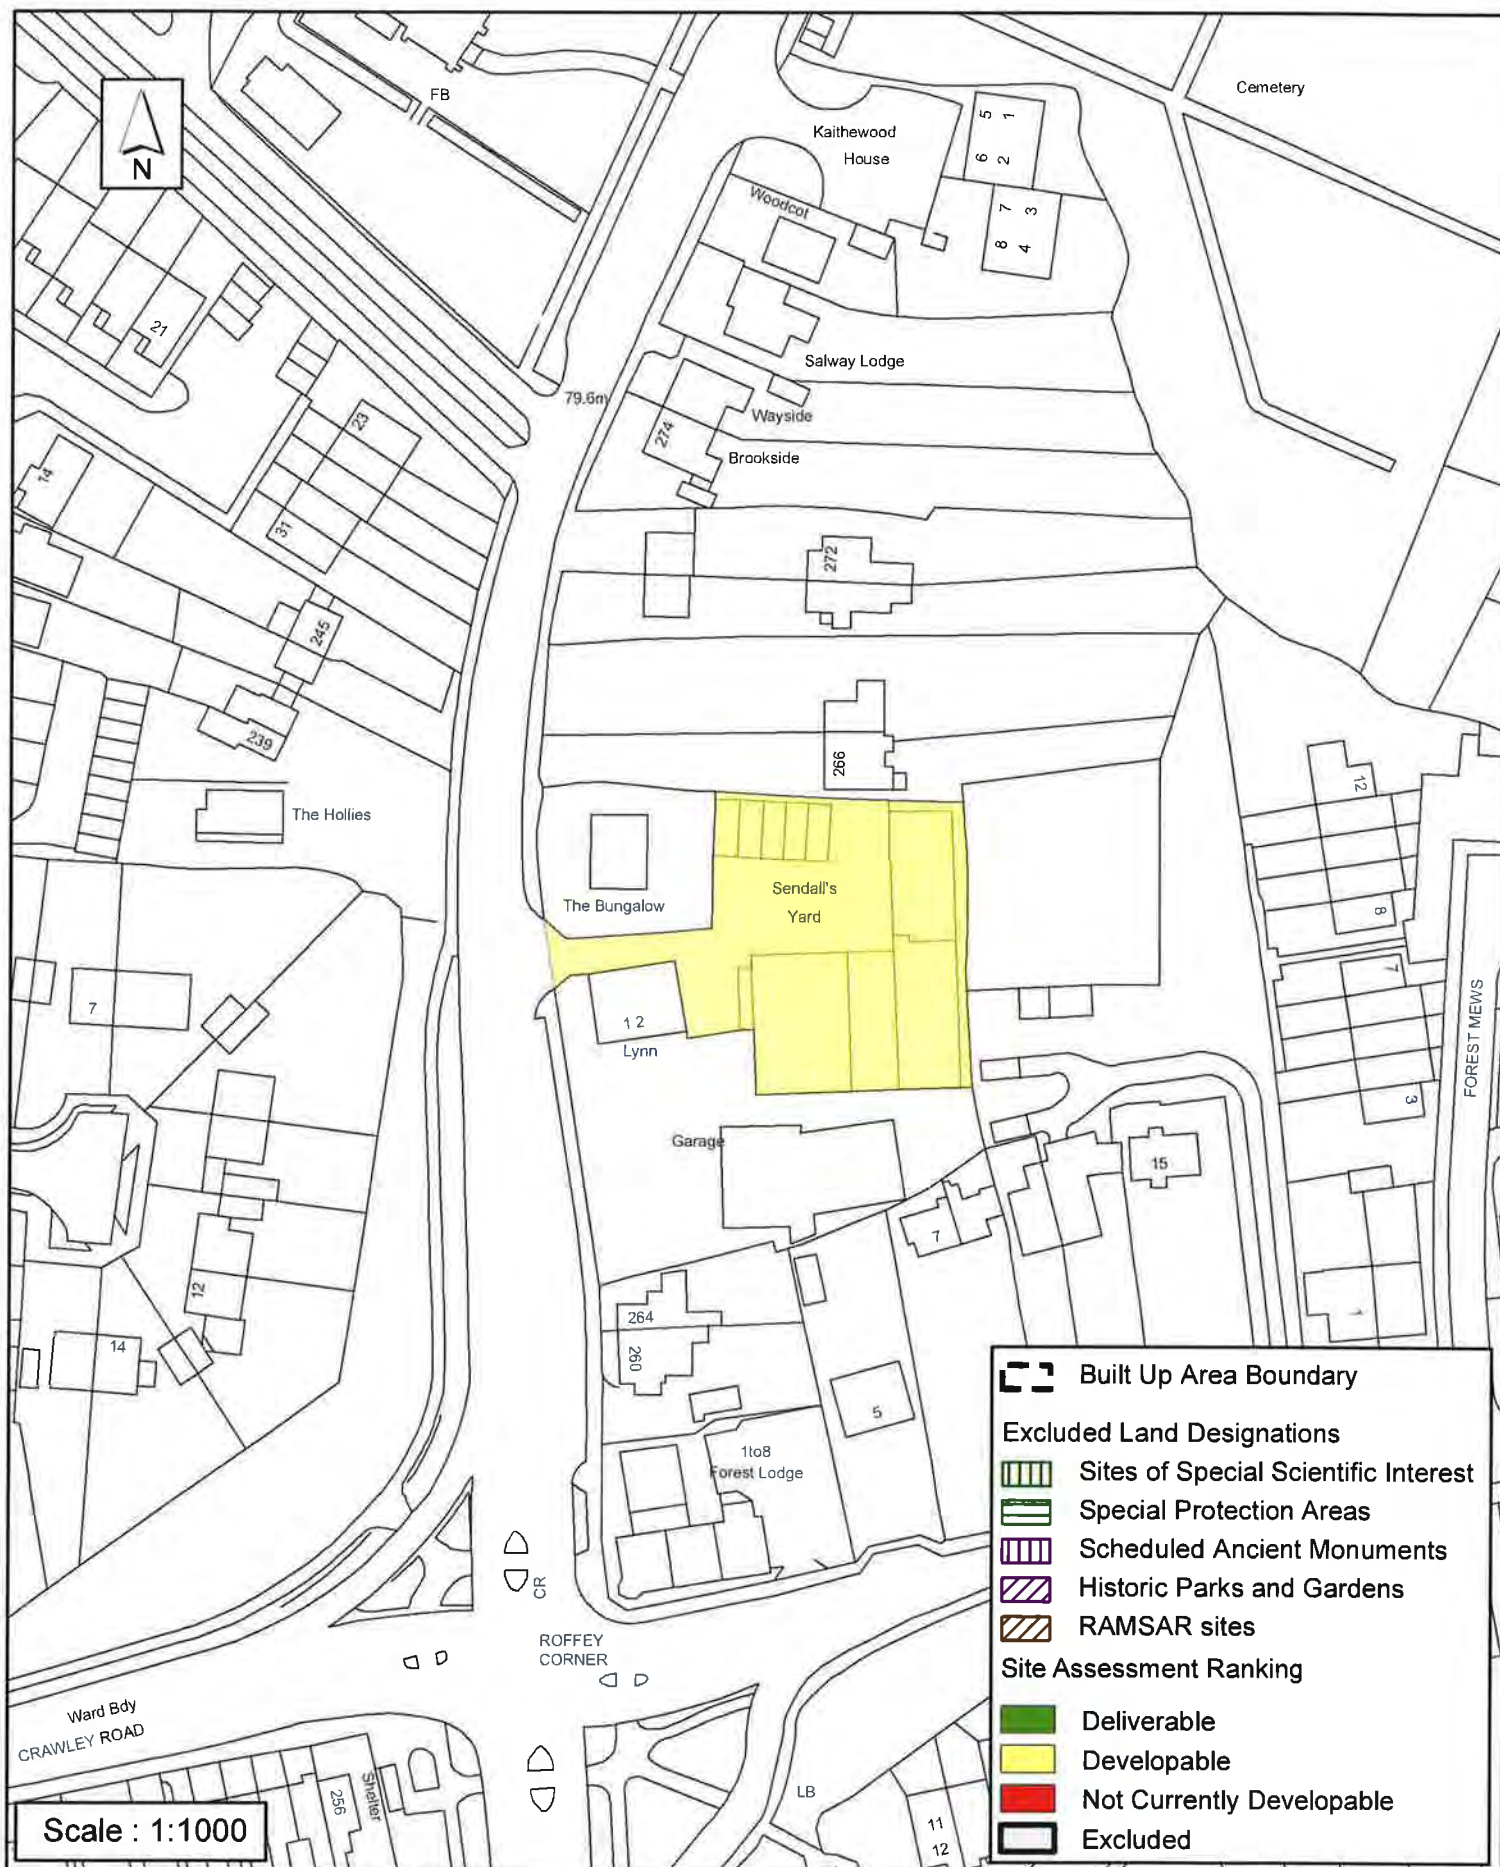 Cemetery
FB
N
Kaithewood
House
5 1
6 2
7 3
8 4
Woodcot
21
Salway Lodge
79.6m
Wayside
23
274
Brookside
14
31
272
245
239
266
12
The Hollies
Sendall's
Yard
The Bungalow
8
7
7
1 2
Lynn
FOREST MEWS
3
Garage
15
7
12
264
1
14
260
5
1to8
Forest Lodge
CR
ROFFEY
CORNER
Ward Bdy
CRAWLEY ROAD
Shelter
256
LB
11
12
Scale : 1:1000
Built Up Area Boundary
Excluded Land Designations
Sites of Special Scientific Interest
Special Protection Areas
Scheduled Ancient Monuments
Historic Parks and Gardens
RAMSAR sites
Site Assessment Ranking
Deliverable
Developable
Not Currently Developable
Excluded